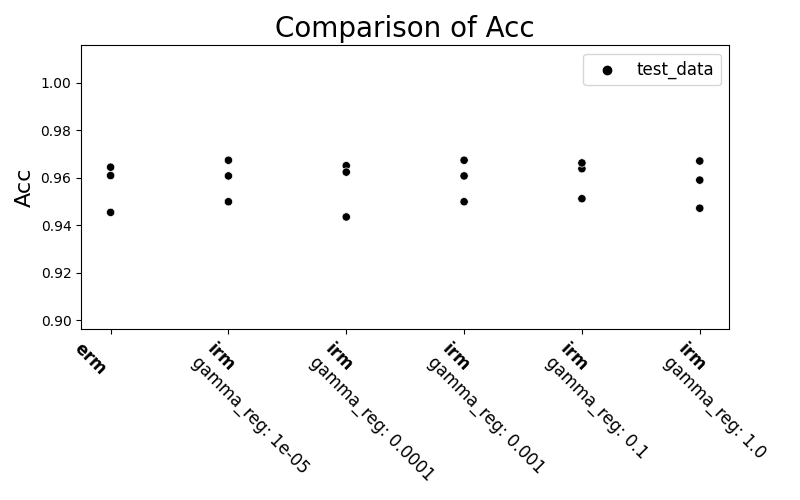 Comparison of Acc
test_data
Acc
1.00
0.98
0.96
0.94
0.92
0.90
erm
irm
gamma_reg: 1e-05
irm
gamma_reg: 0.0001
irm
gamma_reg: 0.001
irm
gamma_reg: 0.1
irm
gamma_reg: 1.0